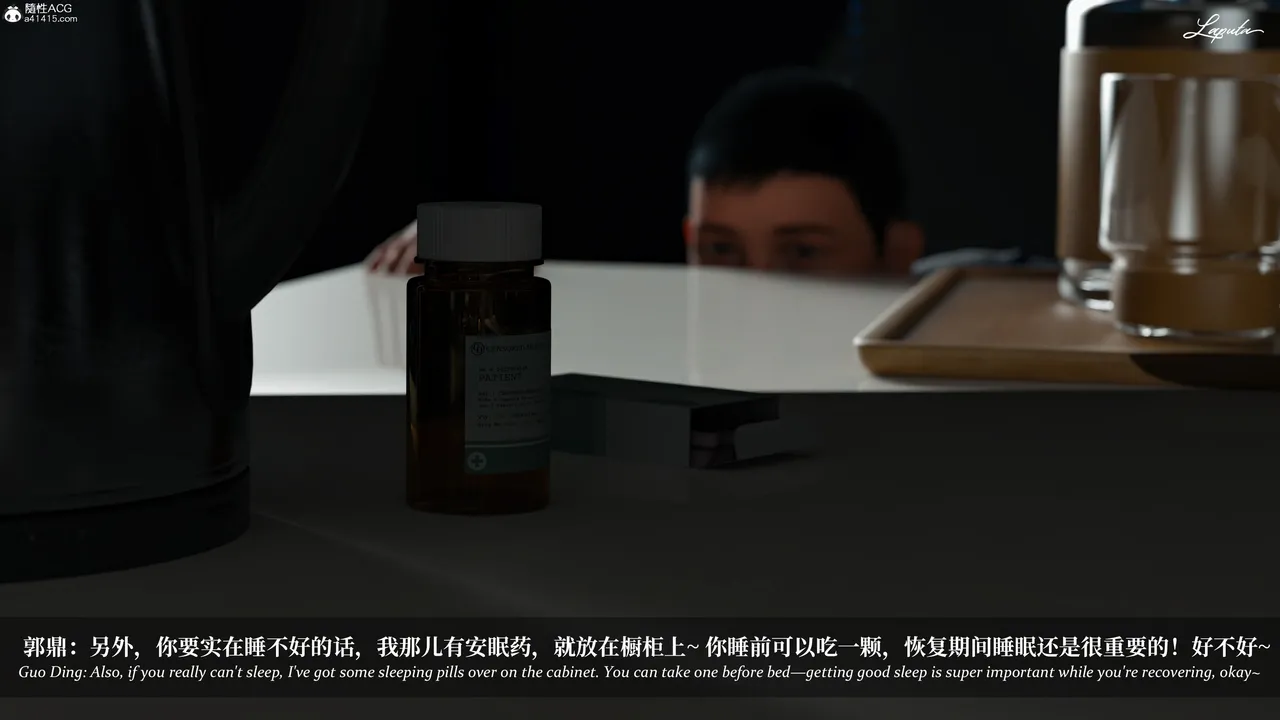 隨性ACG
a41415.com
Laputa
PATIENT
郭鼎：另外，你要实在睡不好的话，我那儿有安眠药，就放在橱柜上~ 你睡前可以吃一颗，恢复期间睡眠还是很重要的！好不好~
Guo Ding: Also, if you really can't sleep, I've got some sleeping pills over on the cabinet. You can take one before bed—getting good sleep is super important while you're recovering, okay~